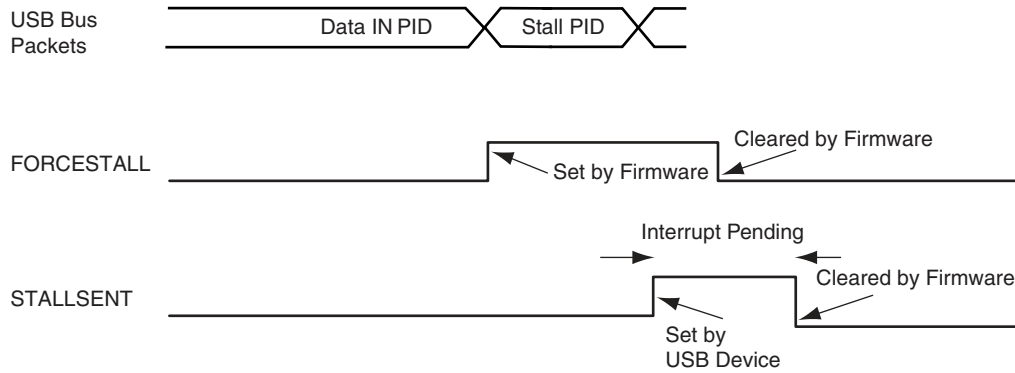 USB Bus
Packets
Data IN PID
Stall PID
FORCESTALL
Set by Firmware
Cleared by Firmware
Interrupt Pending
STALLSENT
Cleared by Firmware
Set by
USB Device